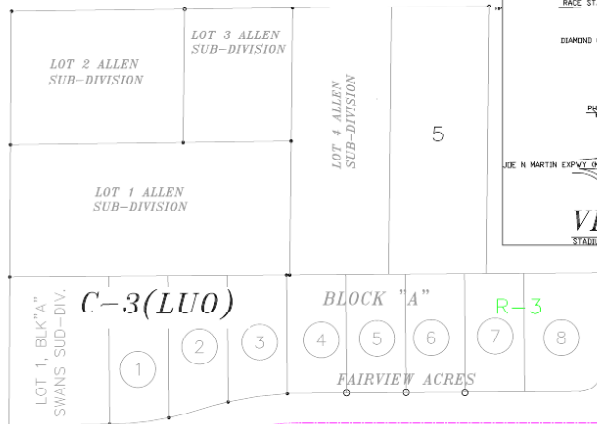 RACE ST
LOT 3 ALLEN
SUB-DIVISION
DIAMOND
LOT 2 ALLEN
SUB-DIVISION
LOT 4 ALLEN
SUB-DIVISION
5
JOE N MARTIN EXPWY
LOT 1 ALLEN
SUB-DIVISION
STADIU
C-3(LUO)
BLOCK "A"
R-3
LOT 1, BLK"A"
SWANS SUD-DIV.
1
2
3
4
5
6
7
8
FAIRVIEW ACRES